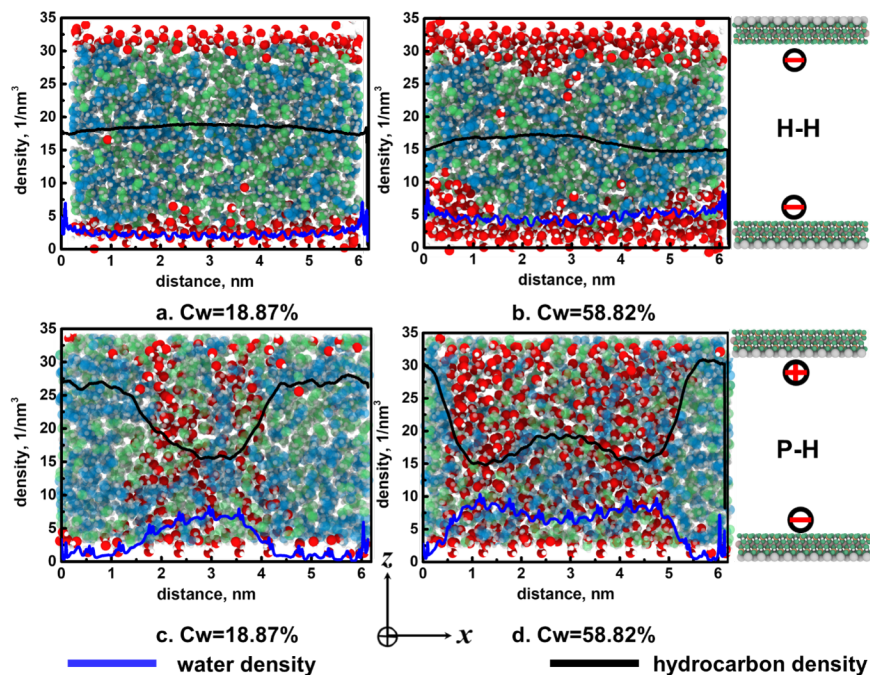 35
30
25
20
15
10
5
0
density, 1/nm³
0 1 2 3 4 5 6
distance, nm
a. Cw=18.87%
35
30
25
20
15
10
5
0
density, 1/nm³
0 1 2 3 4 5 6
distance, nm
b. Cw=58.82%
H-H
35
30
25
20
15
10
5
0
density, 1/nm³
0 1 2 3 4 5 6
distance, nm
c. Cw=18.87%
35
30
25
20
15
10
5
0
density, 1/nm³
0 1 2 3 4 5 6
distance, nm
d. Cw=58.82%
P-H
z
x
water density
hydrocarbon density